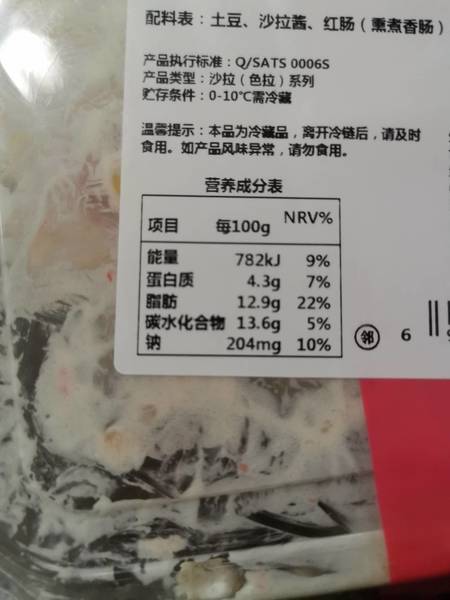 配料表：土豆、沙拉酱、红肠（熏煮香肠）
产品执行标准：Q/SATS 0006S
产品类型：沙拉（色拉）系列
贮存条件：0-10℃需冷藏
温馨提示：本品为冷藏品，离开冷链后，请及时
食用。如产品风味异常，请勿食用。
营养成分表
项目 每100g NRV%
能量 782kJ 9%
蛋白质 4.3g 7%
脂肪 12.9g 22%
碳水化合物 13.6g 5%
钠 204mg 10%
邻 6